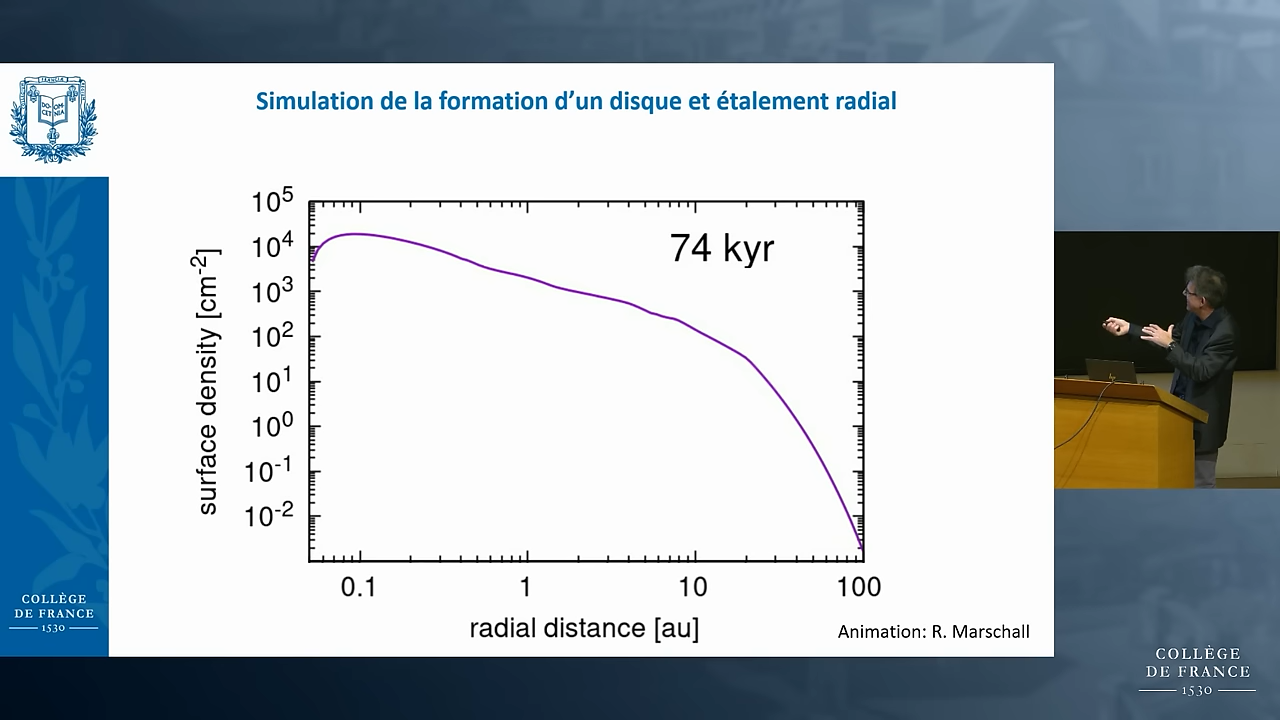 Simulation de la formation d’un disque et étalement radial
10^5
10^4
10^3
10^2
10^1
10^0
10^-1
10^-2
surface density [cm^-2]
74 kyr
0.1
1
10
100
radial distance [au]
Animation: R. Marschall
COLLÈGE
DE FRANCE
1530
COLLÈGE
DE FRANCE
1530